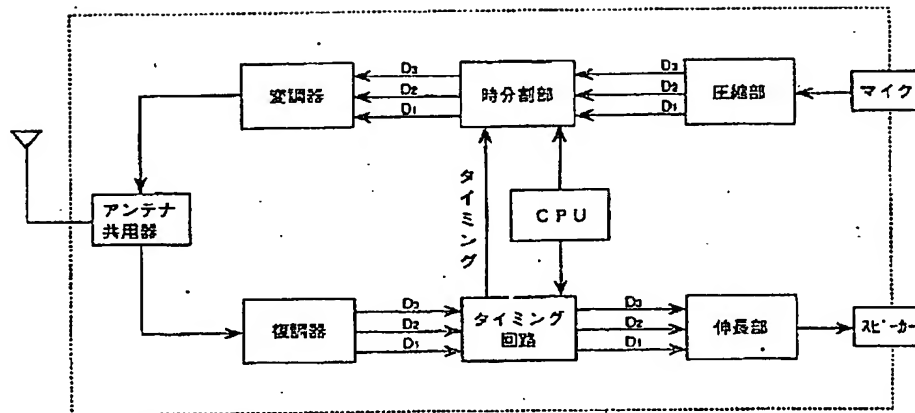 D3
D2
D1
D3
D2
D1
変調器
時分割部
圧縮部
マイク
アンテナ
共用器
タイミング
CPU
復調器
D3
D2
D1
タイミング
回路
D3
D2
D1
伸長部
スピーカー